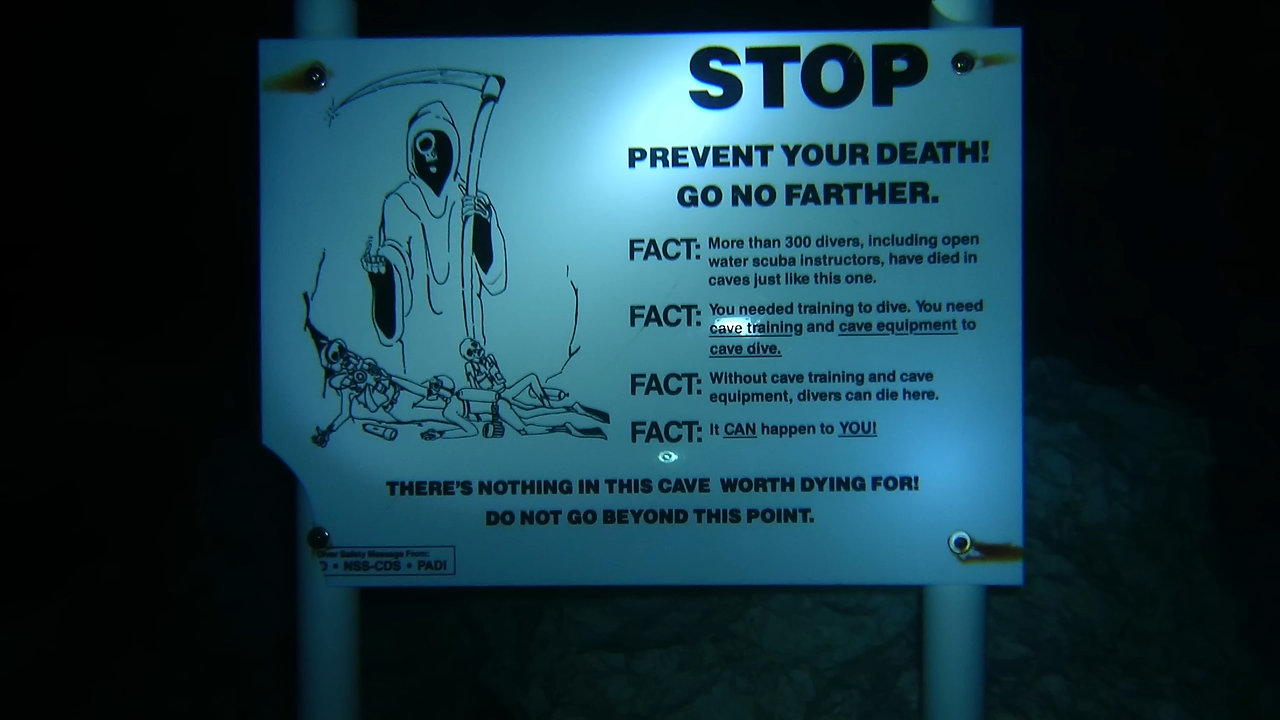 STOP
PREVENT YOUR DEATH!
GO NO FARTHER.
FACT: More than 300 divers, including open
water scuba instructors, have died in
caves just like this one.
FACT: You needed training to dive. You need
cave training and cave equipment to
cave dive.
FACT: Without cave training and cave
equipment, divers can die here.
FACT: It CAN happen to YOU!
THERE'S NOTHING IN THIS CAVE WORTH DYING FOR!
DO NOT GO BEYOND THIS POINT.
Safety Message From:
• NSS-CDS • PADI